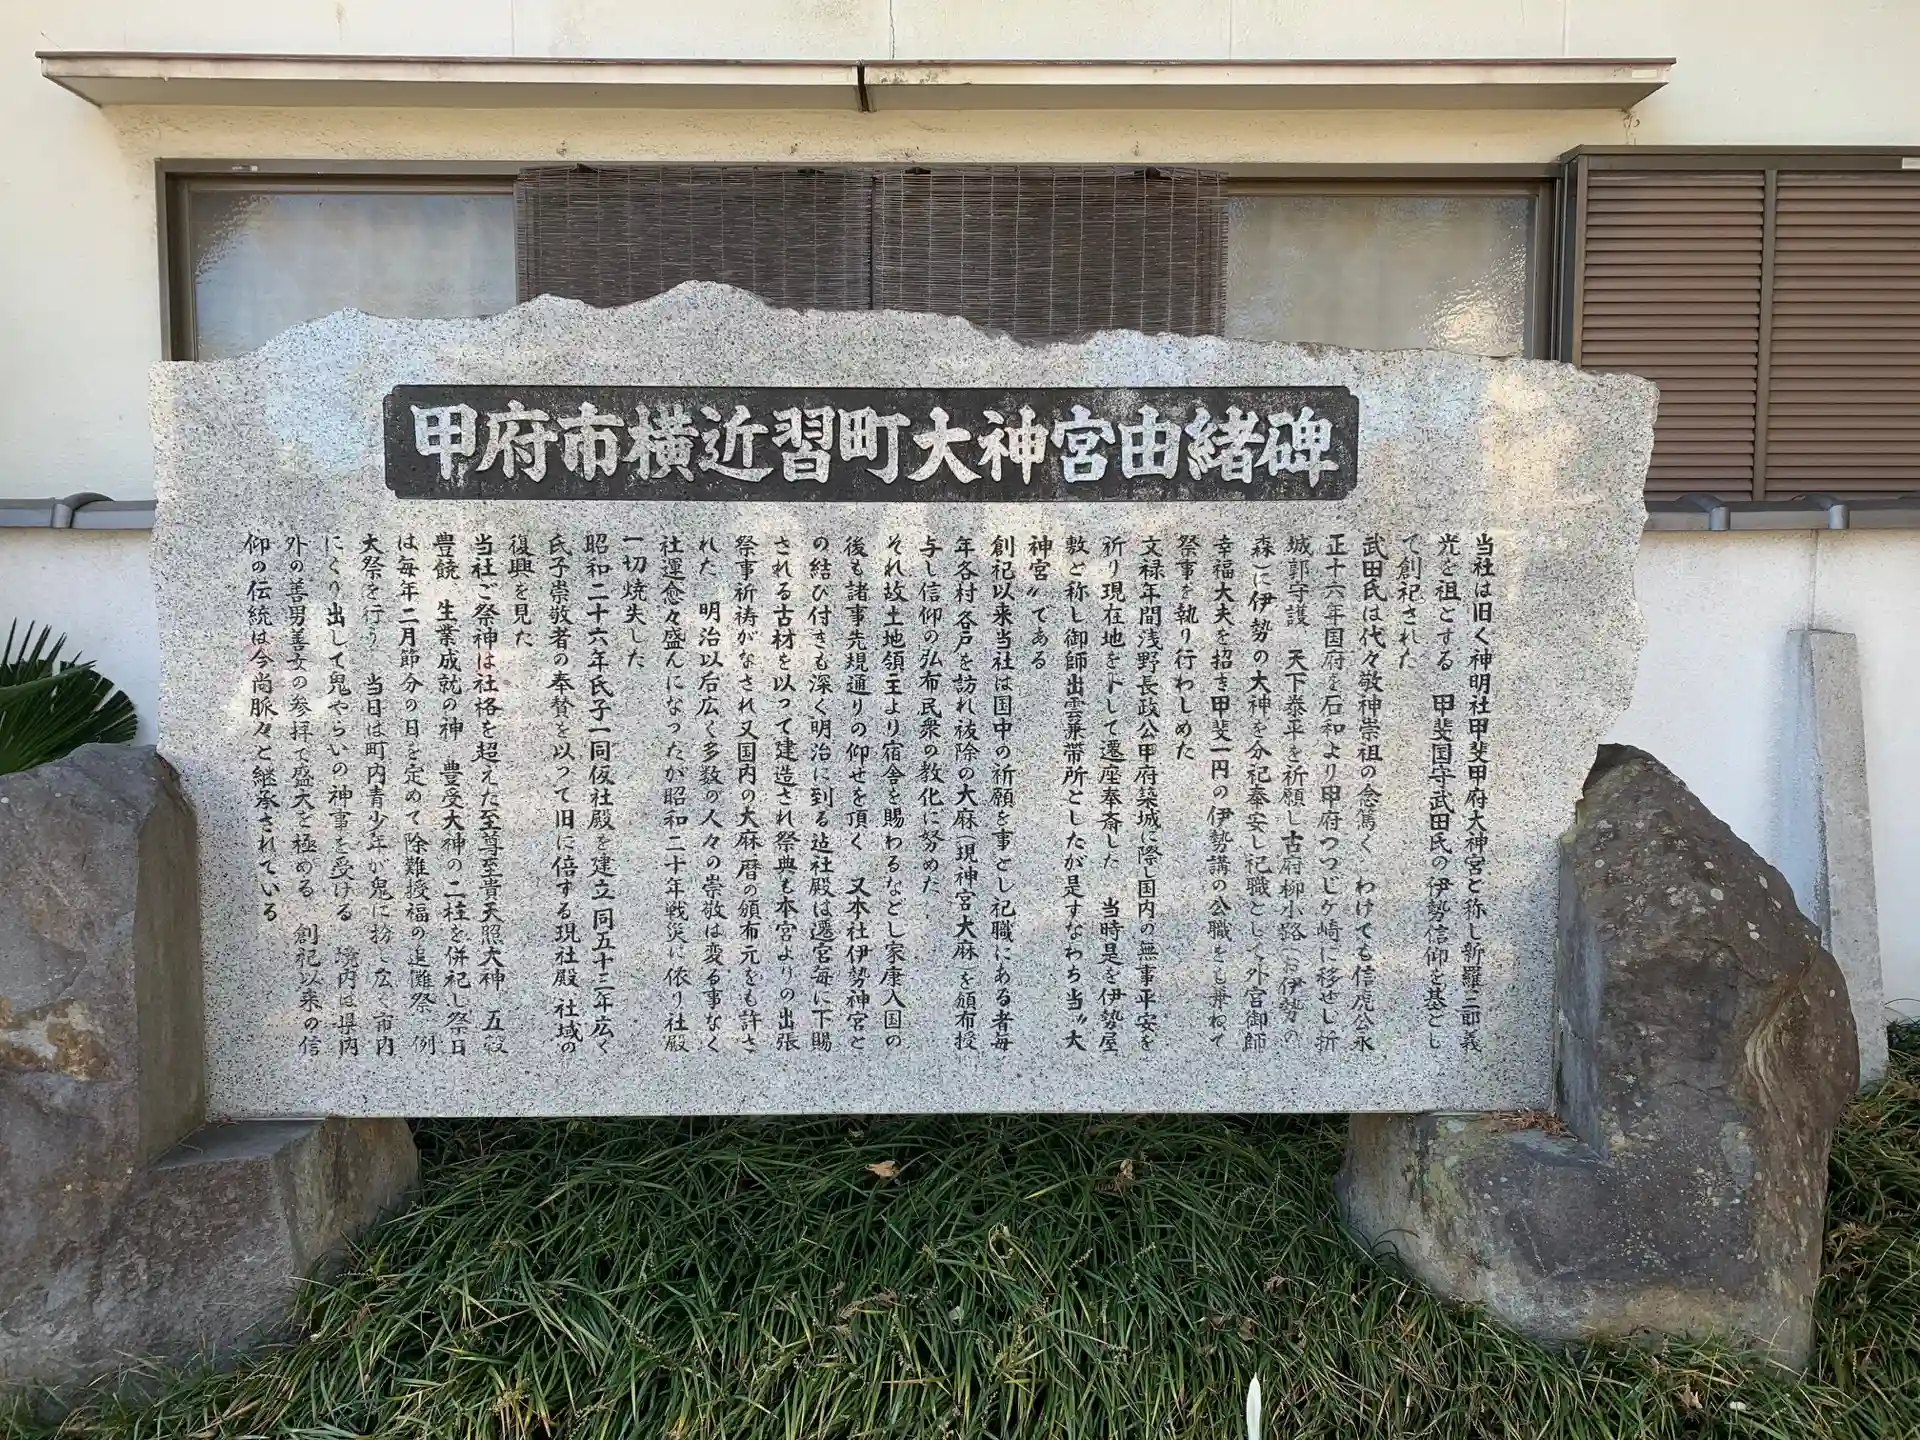 甲府市横近習町大神宮由緒碑
当社は旧く神明社甲斐甲府大神宮と称し新羅三郎義
光を祖とする　甲斐国守武田氏の伊勢信仰を基とし
て創祀された
武田氏は代々敬神崇祖の念篤く　わけても信虎公永
正十六年国府を石和より甲府つつじヶ崎に移せし折
城郭守護　天下泰平を祈願し古府柳小路（お伊勢の
森）に伊勢の大神を分祀奉安し祀職として外宮御師
幸福大夫を招き甲斐一円の伊勢講の公職をも兼ねて
祭事を執り行わしめた
文禄年間浅野長政公甲府築城に際し国内の無事平安を
祈り現在地を卜して遷座奉斎した　当時是を伊勢屋
敷と称し御師出雲兼帯所としたが是すなわち当〃大
神宮〃である
創祀以来当社は国中の祈願を事とし祀職にある者毎
年各村各戸を訪れ祓除の大麻（現神宮大麻）を頒布授
与し信仰の弘布民衆の教化に努めた
それ故土地領主より宿舎を賜わるなどし家康入国の
後も諸事先規通りの仰せを頂く　又本社伊勢神宮と
の結び付きも深く明治に到る迄社殿は遷宮毎に下賜
される古材を以って建造され祭典も本宮よりの出張
祭事祈祷がなされ又国内の大麻暦の頒布元をも許さ
れた　明治以后広く多数の人々の崇敬は変る事なく
社運愈々盛んになったが昭和二十年戦災に依り社殿
一切焼失した
昭和二十六年氏子一同仮社殿を建立同五十三年広く
氏子崇敬者の奉賛を以って旧に倍する現社殿　社域の
復興を見た
当社ご祭神は社格を超えた至尊至貴天照大神　五穀
豊饒　生業成就の神　豊受大神の二柱を併祀し祭日
は毎年二月節分の日を定めて除難授福の追儺祭　例
大祭を行う　当日は町内青少年が鬼に扮し広く市内
にくり出して鬼やらいの神事を受ける　境内は県内
外の善男善女の参拝で盛大を極める　創祀以来の信
仰の伝統は今尚脈々と継承されている